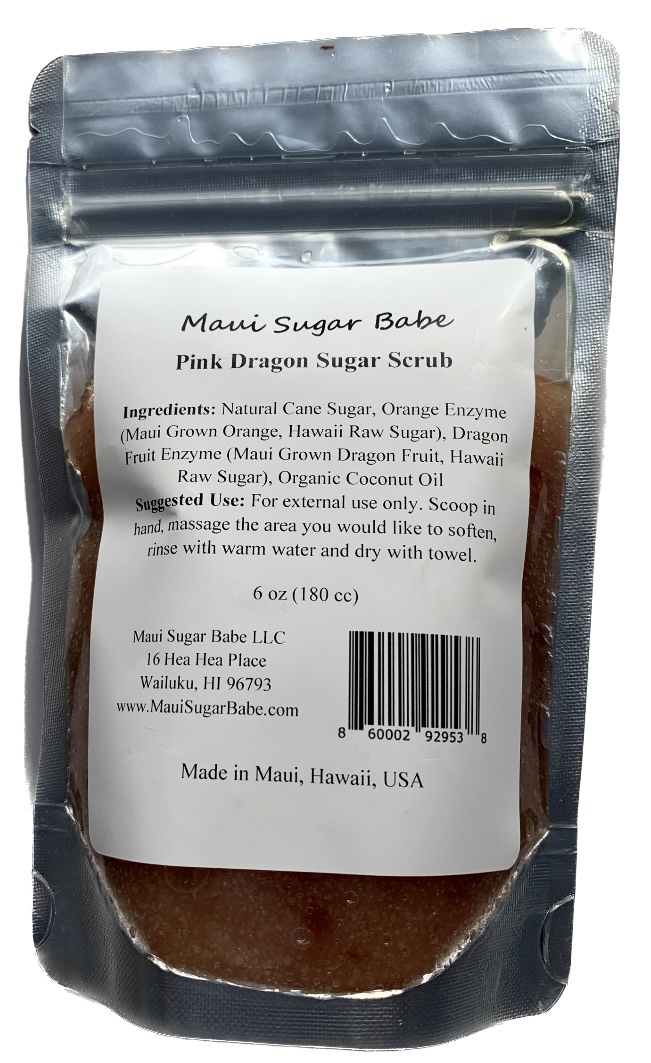 Maui Sugar Babe
Pink Dragon Sugar Scrub
Ingredients: Natural Cane Sugar, Orange Enzyme
(Maui Grown Orange, Hawaii Raw Sugar), Dragon
Fruit Enzyme (Maui Grown Dragon Fruit, Hawaii
Raw Sugar), Organic Coconut Oil
Suggested Use: For external use only. Scoop in
hand, massage the area you would like to soften,
rinse with warm water and dry with towel.
6 oz (180 cc)
Maui Sugar Babe LLC
16 Hea Hea Place
Wailuku, HI 96793
www.MauiSugarBabe.com
8 60002 92953 8
Made in Maui, Hawaii, USA